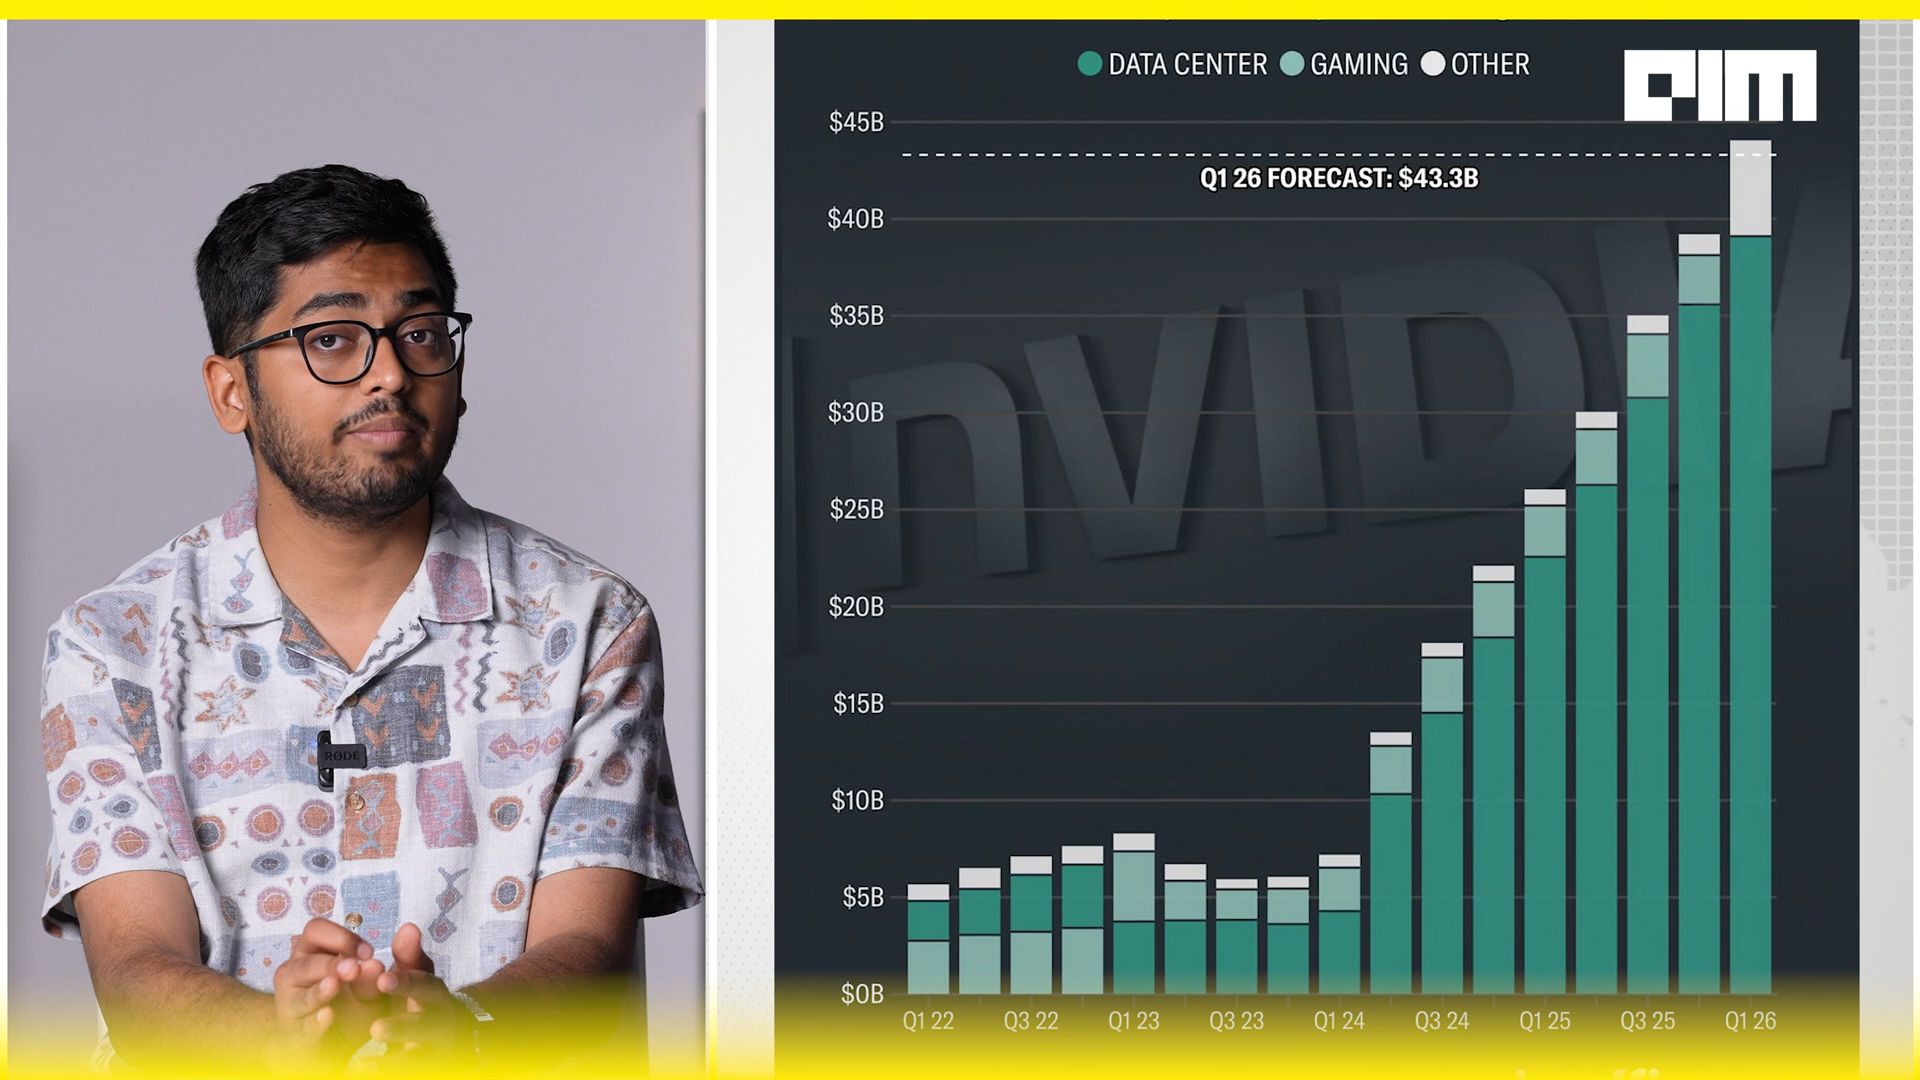 DATA CENTER GAMING OTHER
AIM
$45B
Q1 26 FORECAST: $43.3B
$40B
$35B
nVIDIA
$30B
$25B
$20B
$15B
RØDE
$10B
$5B
$0B
Q1 22 Q3 22 Q1 23 Q3 23 Q1 24 Q3 24 Q1 25 Q3 25 Q1 26